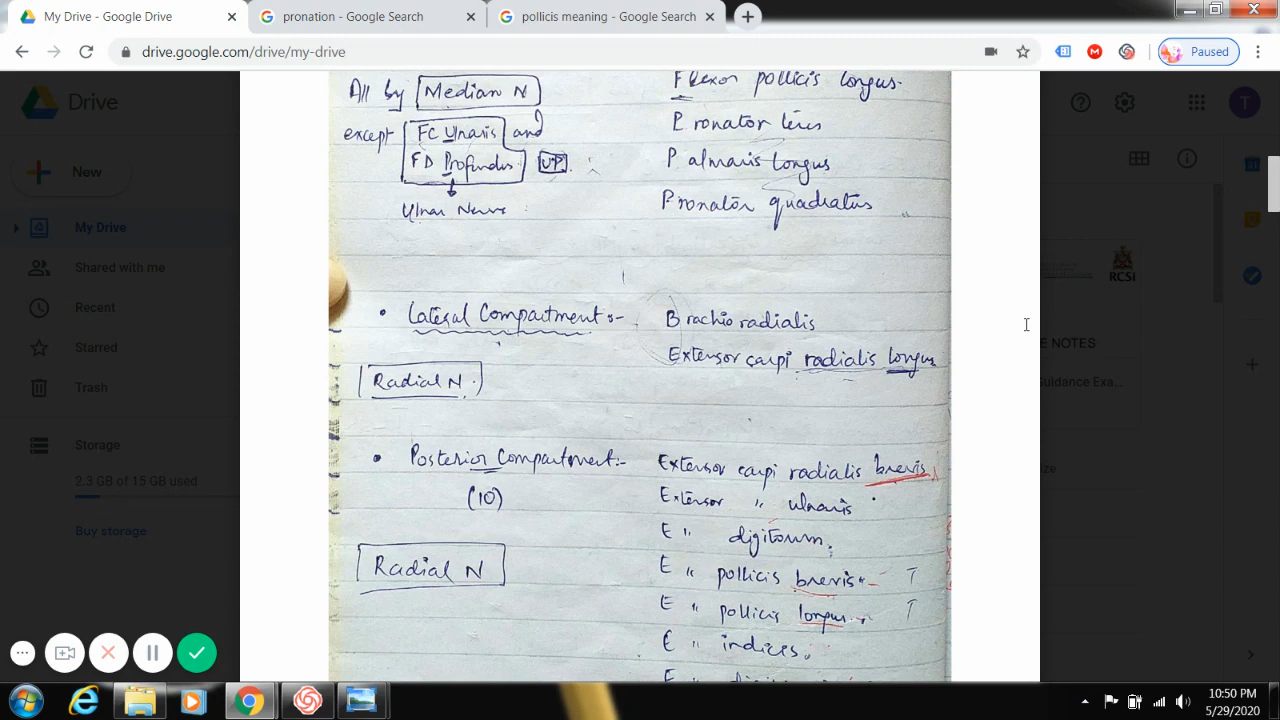 My Drive - Google Drive
pronation - Google Search
'pollicis' meaning - Google Search
drive.google.com/drive/my-drive
Paused
Drive
New
My Drive
Shared with me
Recent
Starred
Trash
Storage
2.3 GB of 15 GB used
Buy storage
All by Median N
except FC Ulnaris and
FD Profundus UP.
Ulnar Nerve
Flexor pollicis longus.
Pronator teres
Palmaris longus
Pronator quadratus
Lateral Compartment :-
Radial N
Brachioradialis
Extensor carpi radialis longus
Posterior Compartment:-
(10)
Radial N
Extensor carpi radialis brevis
Extensor " ulnaris
E " digitorum.
E " pollicis brevis T
E " pollicis longus T
E " indices.
RCSI
E NOTES
Guidance Exa...
T
10:50 PM
5/29/2020